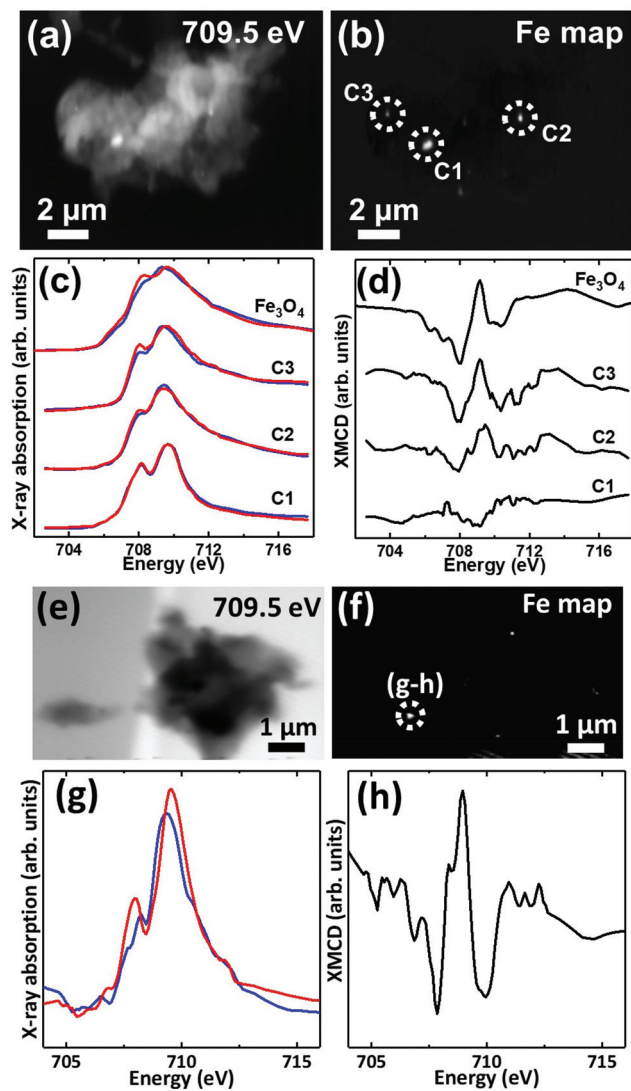 (a) 709.5 eV
2 µm
(b) Fe map
C3
C1
C2
2 µm
(c)
X-ray absorption (arb. units)
Fe₃O₄
C3
C2
C1
704 708 712 716
Energy (eV)
(d)
XMCD (arb. units)
Fe₃O₄
C3
C2
C1
704 708 712 716
Energy (eV)
(e) 709.5 eV
1 µm
(f) Fe map
(g-h)
1 µm
(g)
X-ray absorption (arb. units)
705 710 715
Energy (eV)
(h)
XMCD (arb. units)
705 710 715
Energy (eV)